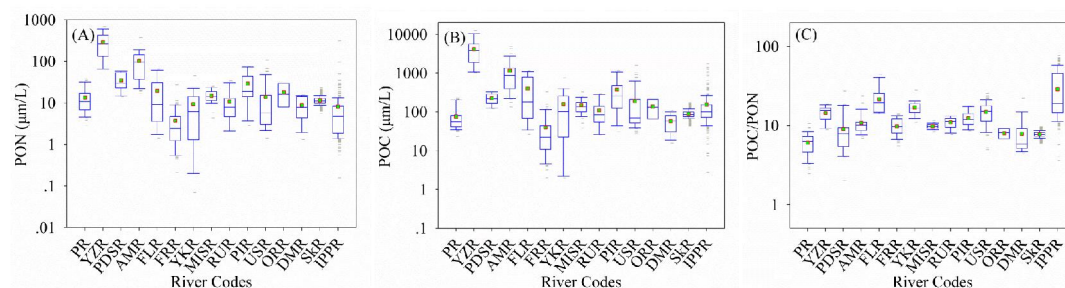 (A)
PON (μm/L)
1000
100
10
1
.1
.01
PR
YZR
PDSR
AMR
FLR
FRR
YKR
MISR
RUR
PIR
USR
ORR
DMR
SKR
IPPR
River Codes
(B)
POC (μm/L)
10000
1000
100
10
1
.1
PR
YZR
PDSR
AMR
FLR
FRR
YKR
MISR
RUR
PIR
USR
ORR
DMR
SKR
IPPR
River Codes
(C)
POC/PON
100
10
1
PR
YZR
PDSR
AMR
FLR
FRR
YKR
MISR
RUR
PIR
USR
ORR
DMR
SKR
IPPR
River Codes